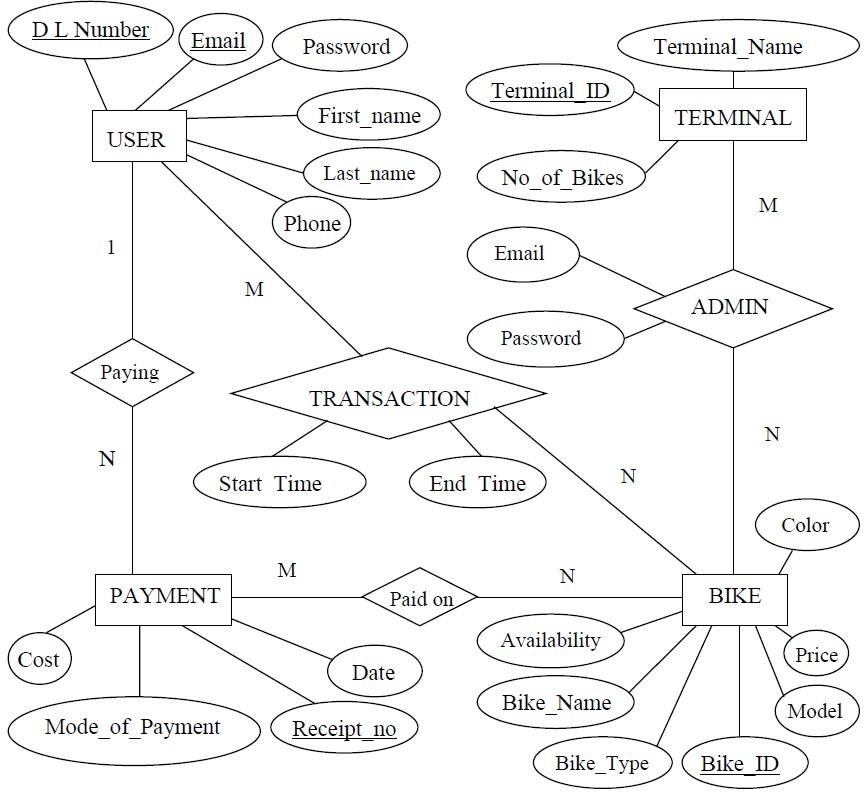 D L Number
Email
Password
Terminal_Name
Terminal_ID
First_name
TERMINAL
USER
Last_name
No_of_Bikes
Phone
M
1
Email
M
ADMIN
Password
Paying
TRANSACTION
N
N
Start Time
End Time
N
Color
M
N
PAYMENT
Paid on
BIKE
Availability
Cost
Date
Price
Bike_Name
Model
Mode_of_Payment
Receipt_no
Bike_Type
Bike_ID